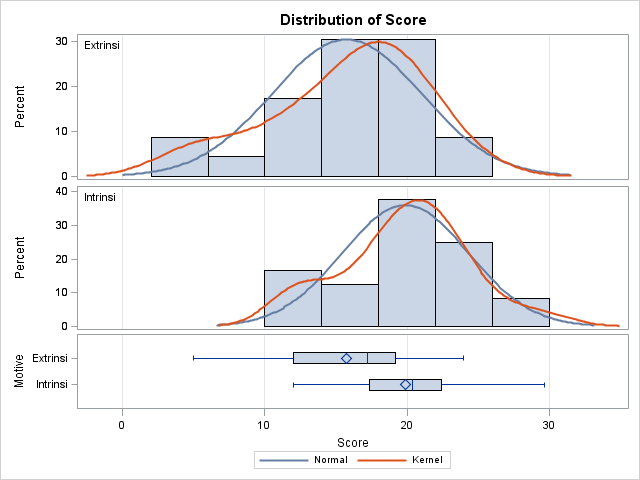 Distribution of Score
Extrinsi
Percent
30
20
10
0
Intrinsi
Percent
40
30
20
10
0
Motive
Extrinsi
Intrinsi
0 10 20 30
Score
Normal Kernel